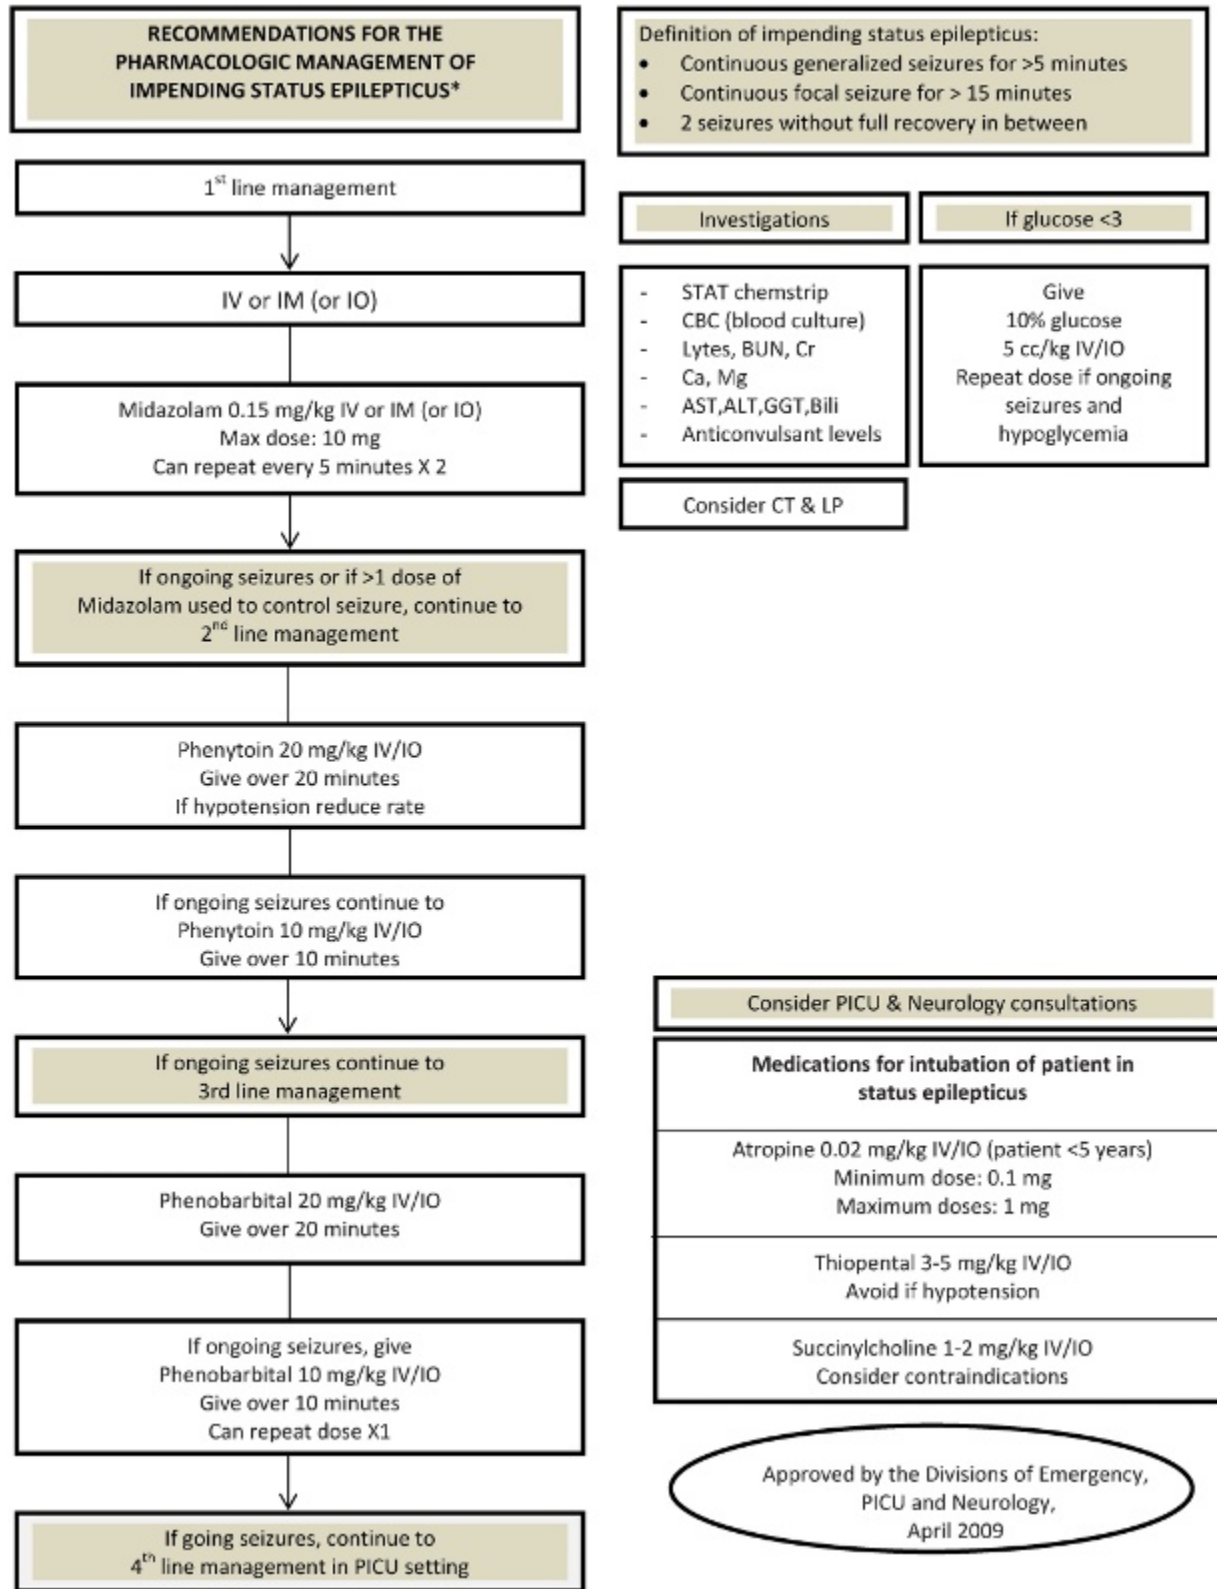 RECOMMENDATIONS FOR THE
PHARMACOLOGIC MANAGEMENT OF
IMPENDING STATUS EPILEPTICUS*
Definition of impending status epilepticus:
• Continuous generalized seizures for >5 minutes
• Continuous focal seizure for > 15 minutes
• 2 seizures without full recovery in between
1st line management
IV or IM (or IO)
Midazolam 0.15 mg/kg IV or IM (or IO)
Max dose: 10 mg
Can repeat every 5 minutes X 2
If ongoing seizures or if >1 dose of
Midazolam used to control seizure, continue to
2nd line management
Phenytoin 20 mg/kg IV/IO
Give over 20 minutes
If hypotension reduce rate
If ongoing seizures continue to
Phenytoin 10 mg/kg IV/IO
Give over 10 minutes
If ongoing seizures continue to
3rd line management
Phenobarbital 20 mg/kg IV/IO
Give over 20 minutes
If ongoing seizures, give
Phenobarbital 10 mg/kg IV/IO
Give over 10 minutes
Can repeat dose X1
If going seizures, continue to
4th line management in PICU setting
Investigations
- STAT chemstrip
- CBC (blood culture)
- Lytes, BUN, Cr
- Ca, Mg
- AST,ALT,GGT,Bili
- Anticonvulsant levels
Consider CT & LP
If glucose <3
Give
10% glucose
5 cc/kg IV/IO
Repeat dose if ongoing
seizures and
hypoglycemia
Consider PICU & Neurology consultations
Medications for intubation of patient in
status epilepticus
Atropine 0.02 mg/kg IV/IO (patient <5 years)
Minimum dose: 0.1 mg
Maximum doses: 1 mg
Thiopental 3-5 mg/kg IV/IO
Avoid if hypotension
Succinylcholine 1-2 mg/kg IV/IO
Consider contraindications
Approved by the Divisions of Emergency,
PICU and Neurology,
April 2009